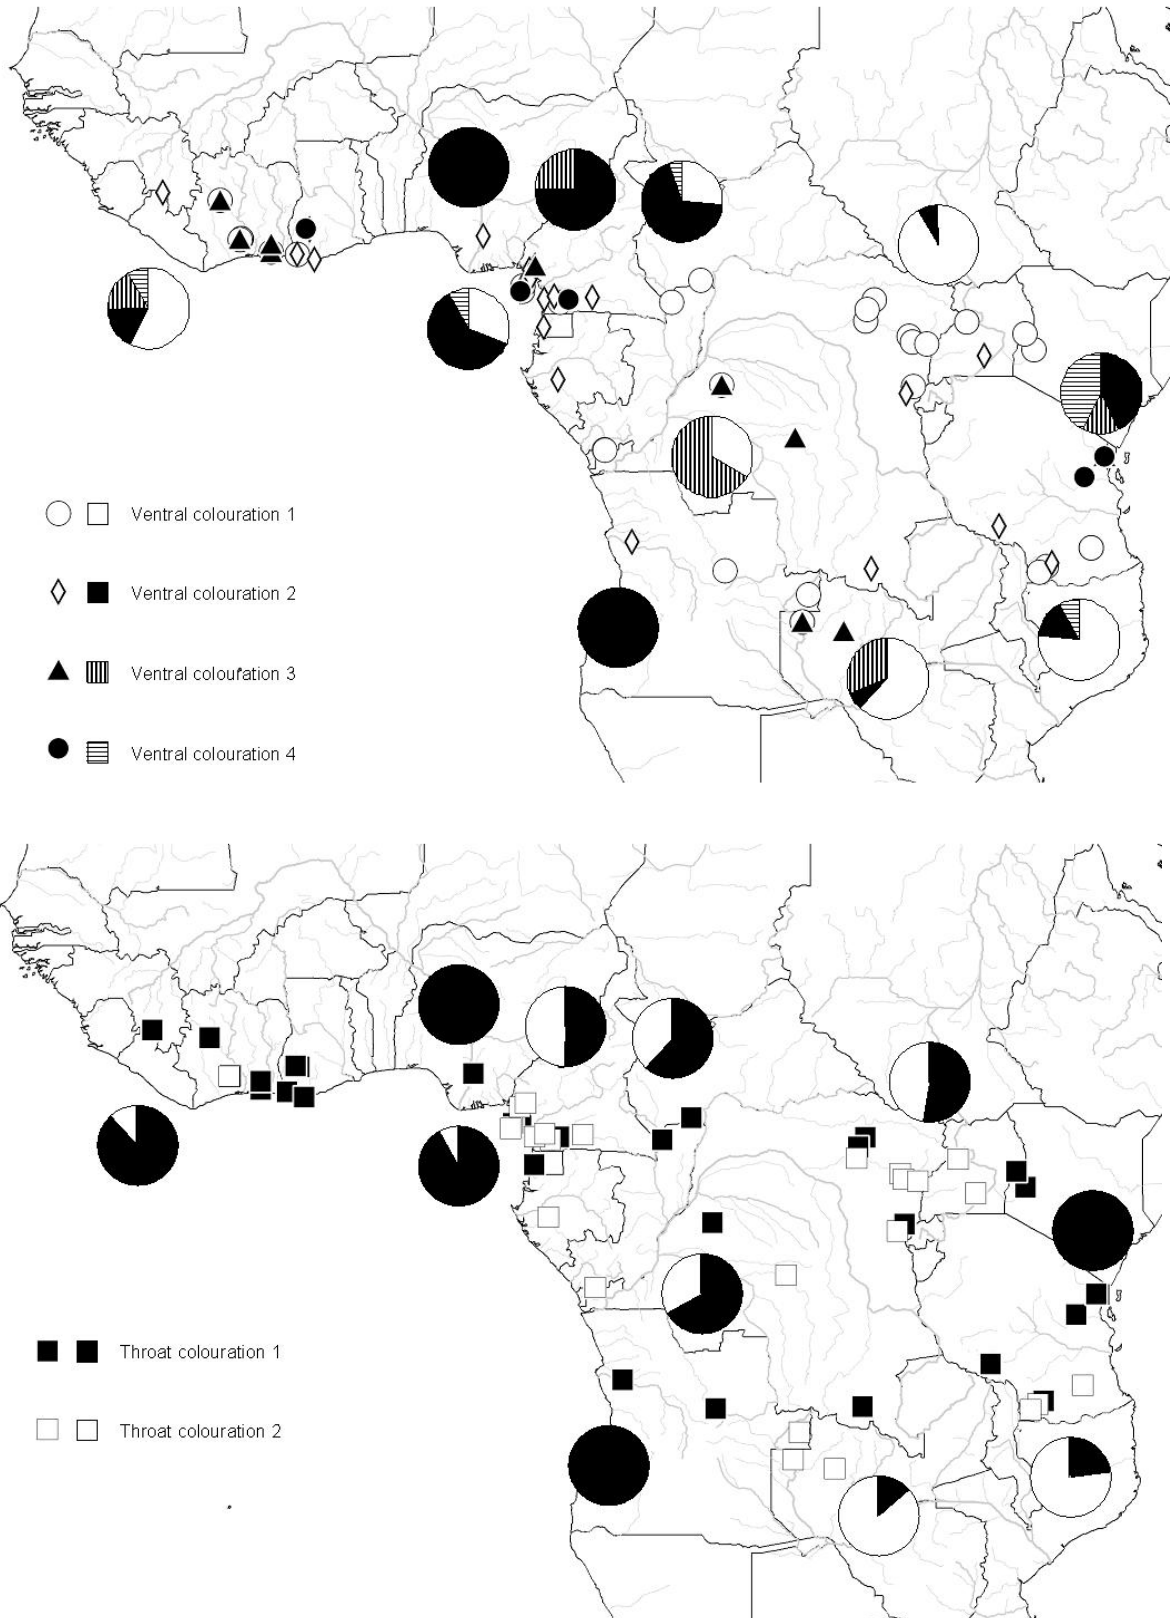 Ventral colouration 1
Ventral colouration 2
Ventral colouration 3
Ventral colouration 4
Throat colouration 1
Throat colouration 2